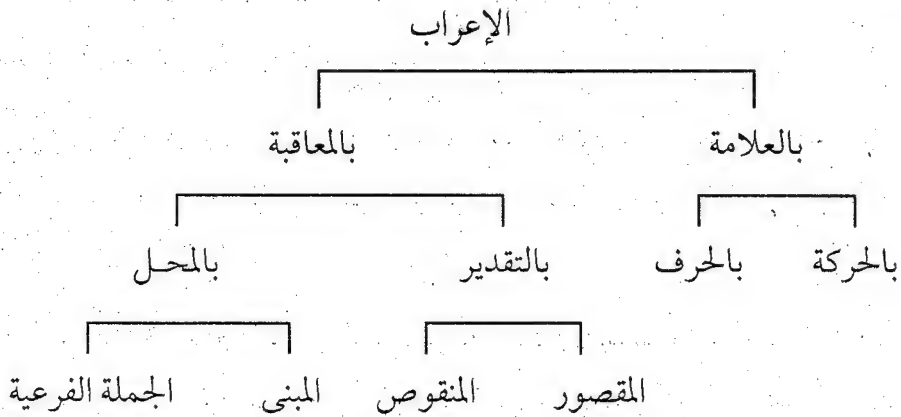 الإعراب
بالعلامة بالمعاقبة
بالحركة بالحرف بالتقدير بالمحل
المقصور المنقوص المبنى الجملة الفرعية